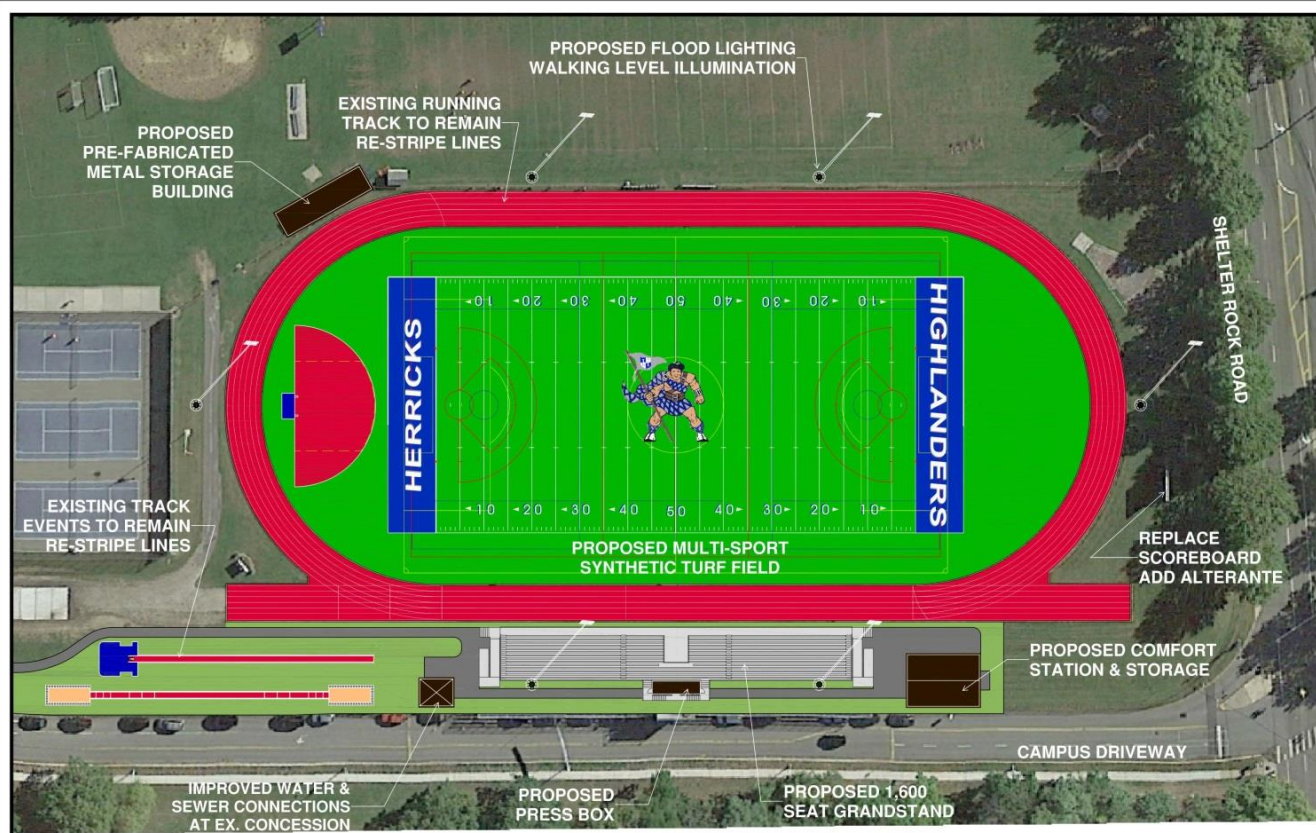 PROPOSED FLOOD LIGHTING
WALKING LEVEL ILLUMINATION
EXISTING RUNNING
TRACK TO REMAIN
RE-STRIPE LINES
PROPOSED
PRE-FABRICATED
METAL STORAGE
BUILDING
SHELTER ROCK ROAD
10 20 30 40 50 40 30 20 10
HERRICKS
HIGHLANDERS
10 20 30 40 50 40 30 20 10
EXISTING TRACK
EVENTS TO REMAIN
RE-STRIPE LINES
PROPOSED MULTI-SPORT
SYNTHETIC TURF FIELD
REPLACE
SCOREBOARD
ADD ALTERANTE
PROPOSED COMFORT
STATION & STORAGE
CAMPUS DRIVEWAY
IMPROVED WATER &
SEWER CONNECTIONS
AT EX. CONCESSION
PROPOSED
PRESS BOX
PROPOSED 1,600
SEAT GRANDSTAND